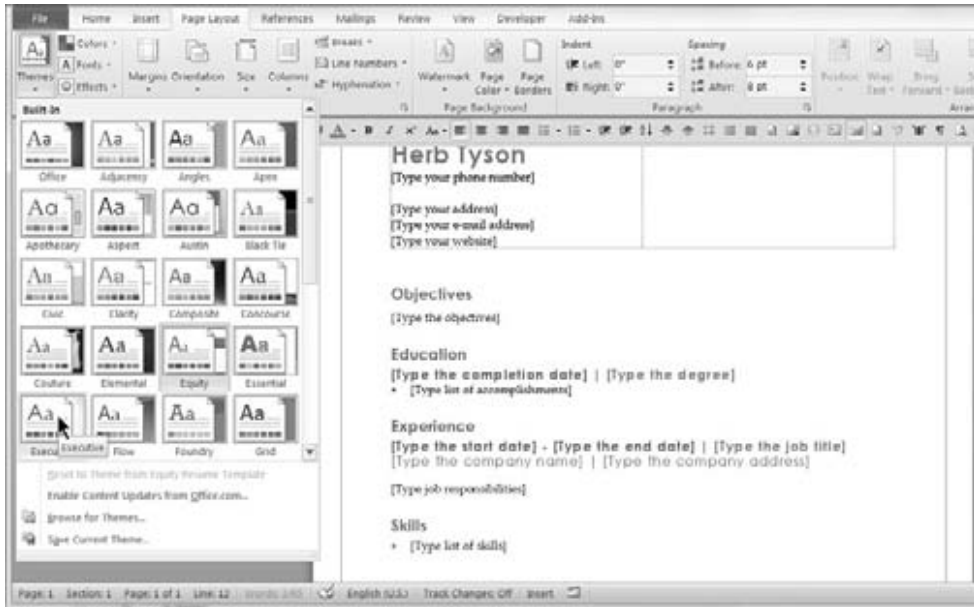 File Home Insert Page Layout References Mailings Review View Developer Add-Ins
Themes Colors Fonts Effects
Margins Orientation Size Columns
Breaks Line Numbers Hyphenation
Watermark Page Color Page Borders
Page Background
Indent Left: 0" Right: 0"
Spacing Before: 6 pt After: 8 pt
Paragraph
Position Wrap Text Bring Forward
Built-In
Office Adjacency Angles Apex
Apothecary Aspect Austin Black Tie
Civic Clarity Composite Concourse
Couture Elemental Equity Essential
Executive Flow Foundry Grid
Reset to Theme from Equity Resume Template
Enable Content Updates from Office.com...
Browse for Themes...
Save Current Theme...
Herb Tyson
[Type your phone number]
[Type your address]
[Type your e-mail address]
[Type your website]
Objectives
[Type the objectives]
Education
[Type the completion date] | [Type the degree]
• [Type list of accomplishments]
Experience
[Type the start date] - [Type the end date] | [Type the job title]
[Type the company name] | [Type the company address]
[Type job responsibilities]
Skills
• [Type list of skills]
Page: 1 Section: 1 Page: 1 of 1 Line: 12 English (U.S.) Track Changes: Off Insert